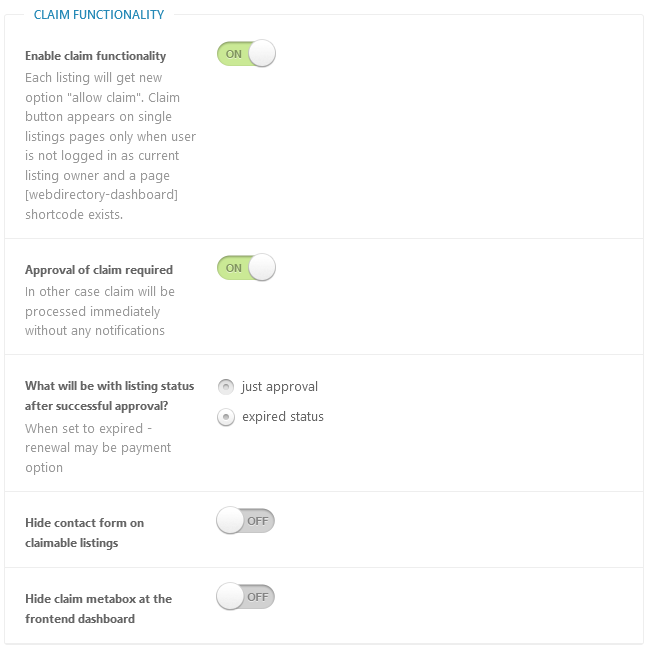 CLAIM FUNCTIONALITY
Enable claim functionality
ON
Each listing will get new
option "allow claim". Claim
button appears on single
listings pages only when user
is not logged in as current
listing owner and a page
[webdirectory-dashboard]
shortcode exists.
Approval of claim required
ON
In other case claim will be
processed immediately
without any notifications
What will be with listing status
after successful approval?
When set to expired -
renewal may be payment
option
just approval
expired status
Hide contact form on
claimable listings
OFF
Hide claim metabox at the
frontend dashboard
OFF